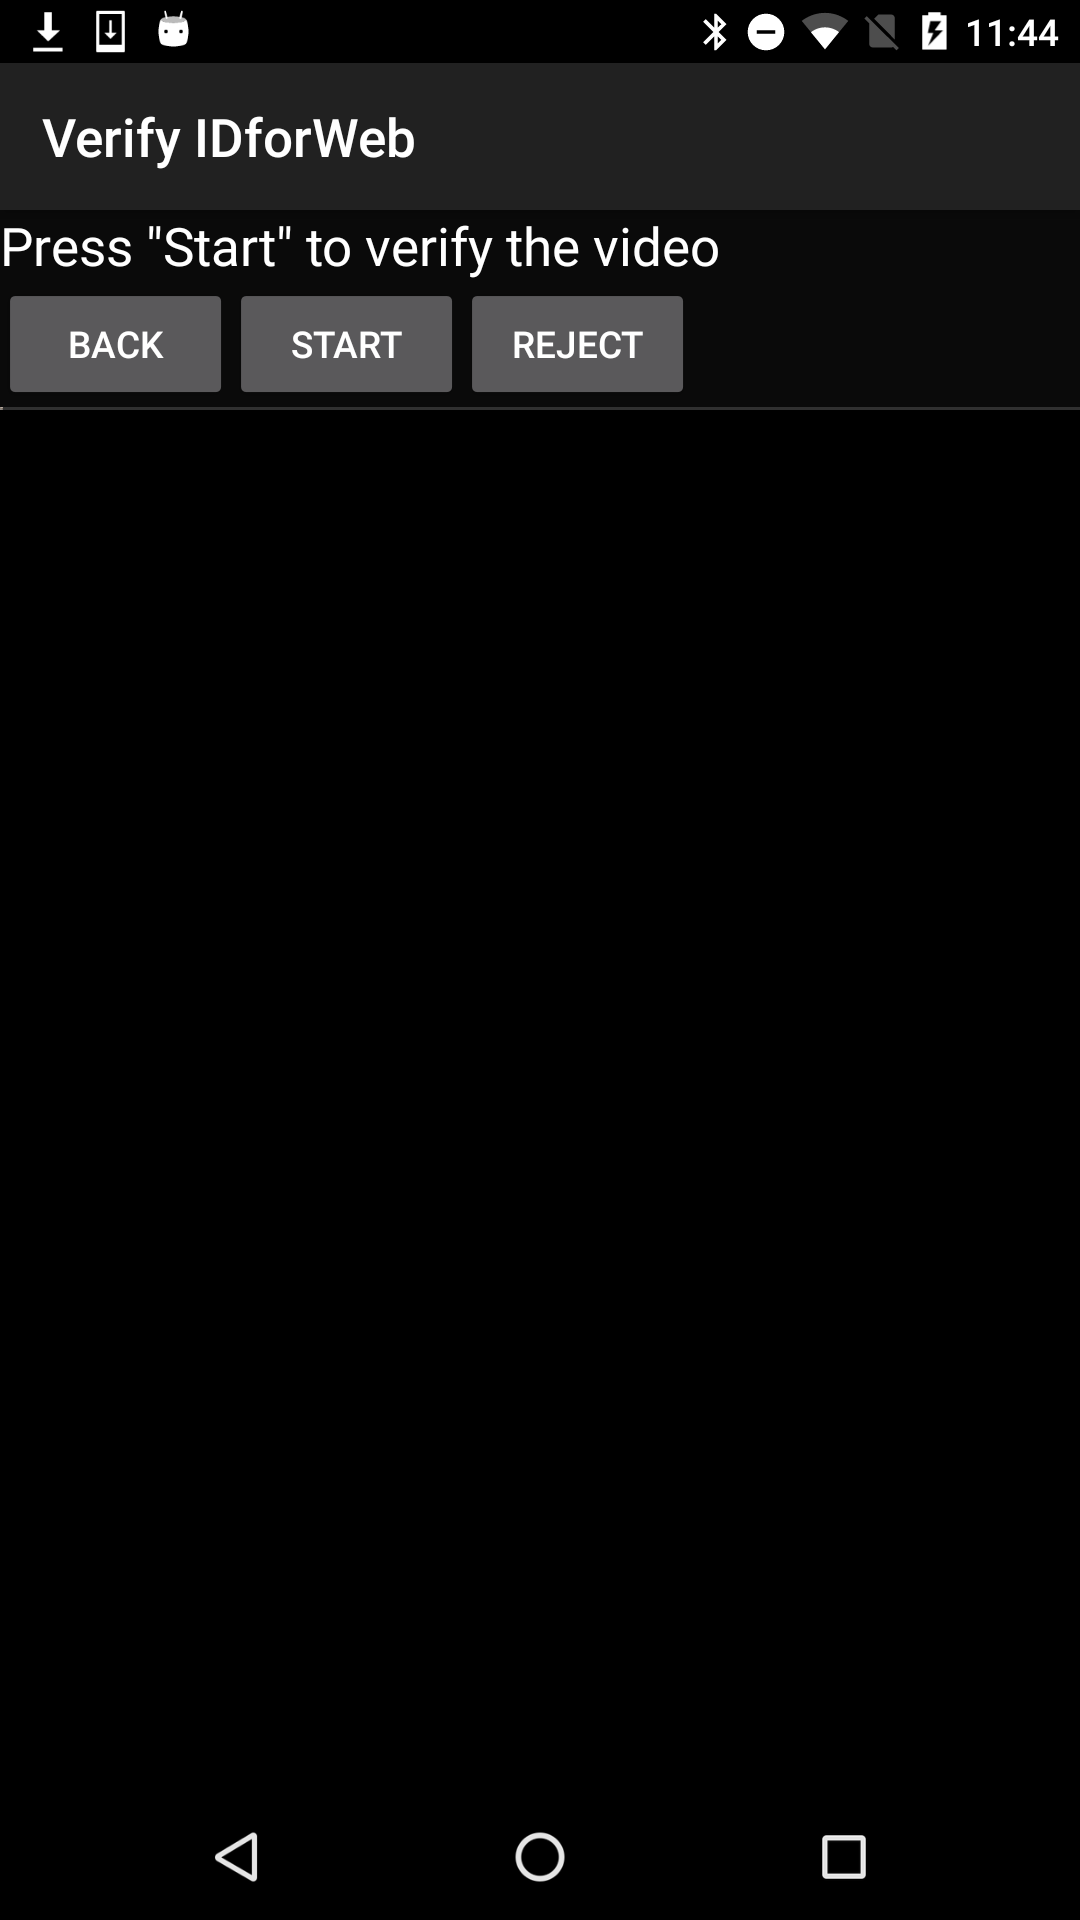 11:44
Verify IDforWeb
Press "Start" to verify the video
BACK START REJECT